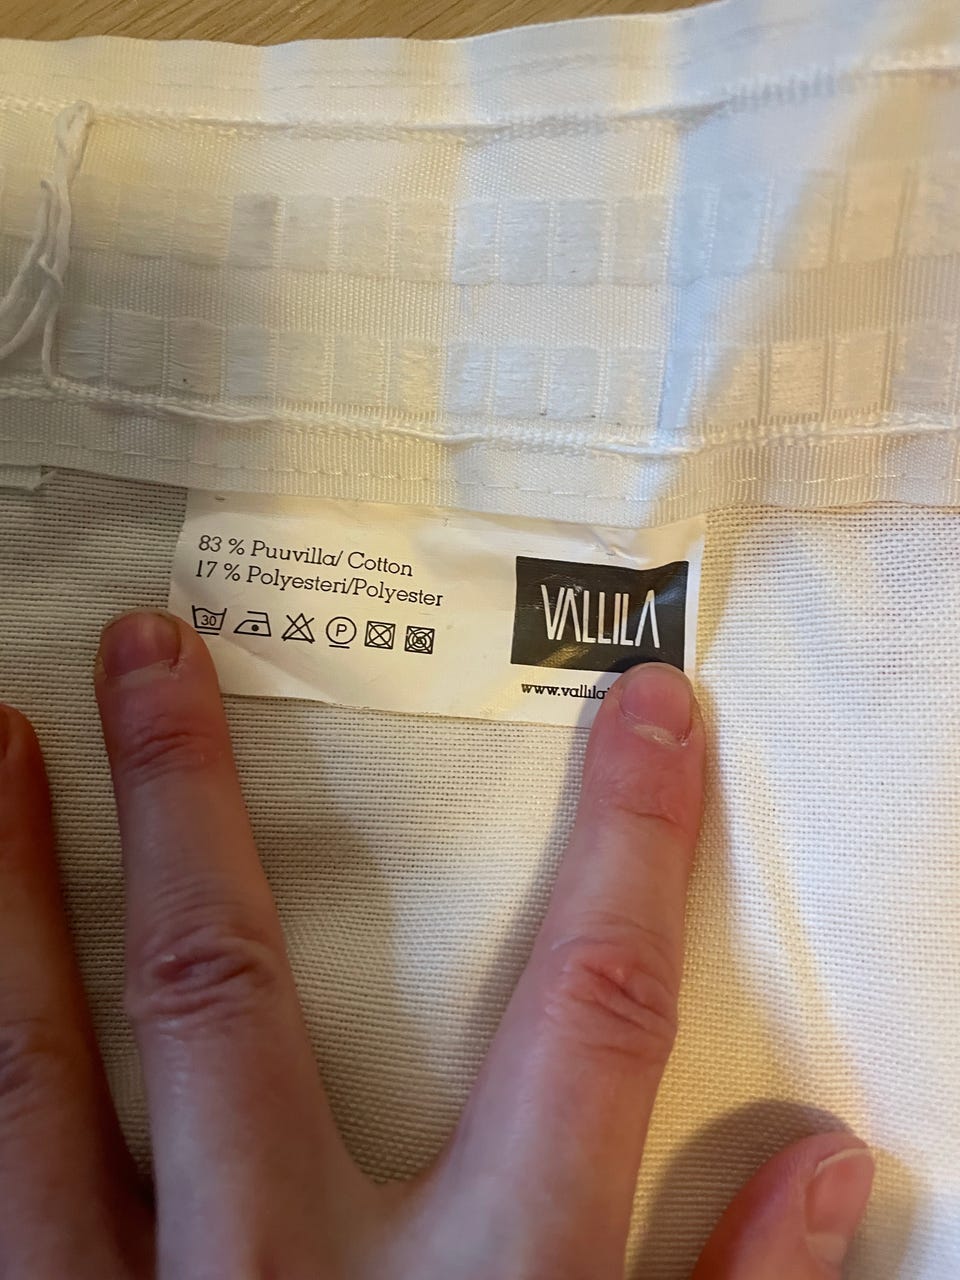 83 % Puuvilla/ Cotton
17 % Polyesteri/Polyester
30
P
VALLILA